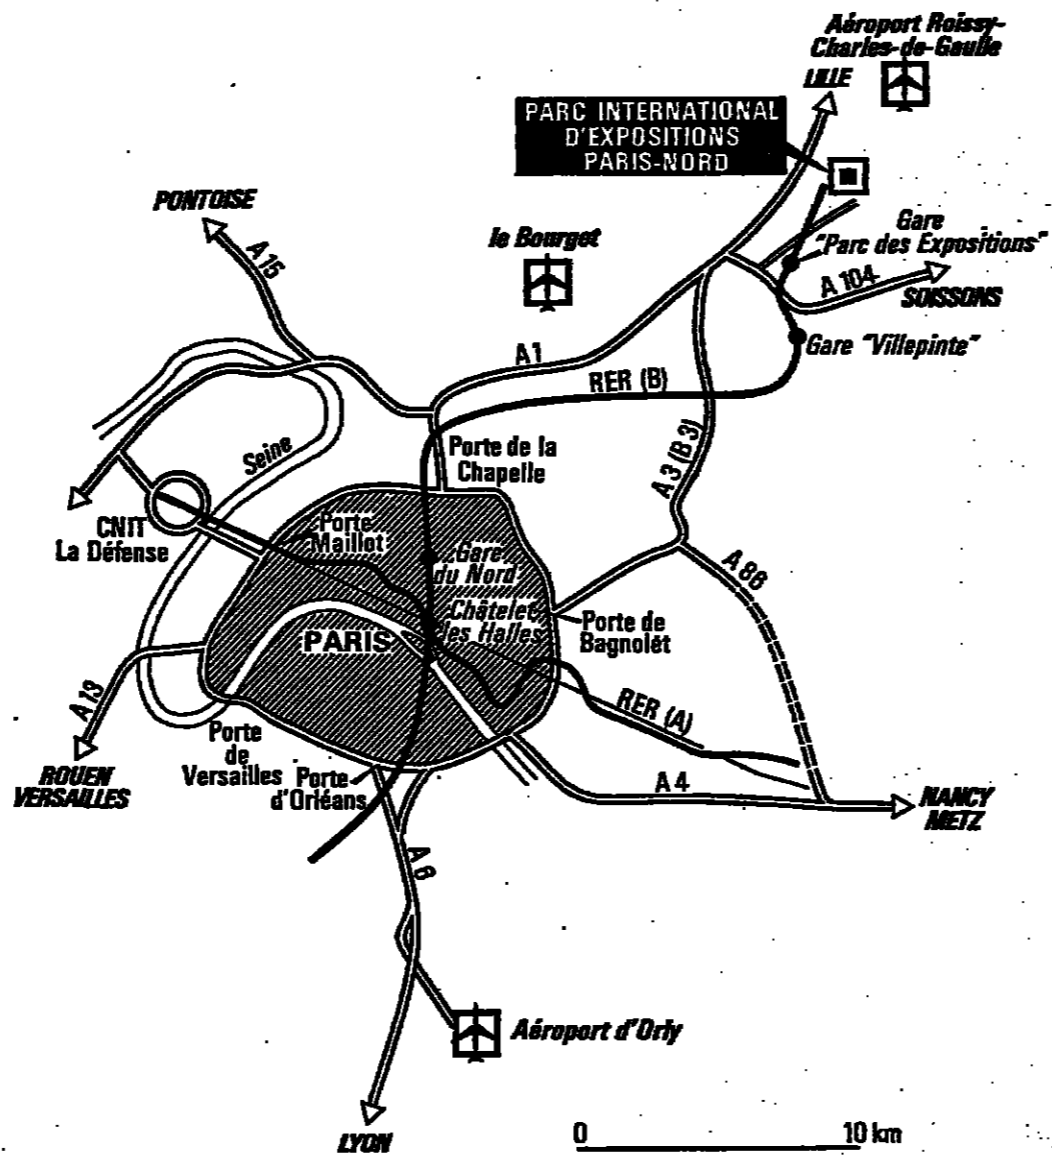 Aéroport Roissy-
Charles-de-Gaulle
LILLE
PARC INTERNATIONAL
D'EXPOSITIONS
PARIS-NORD
PONTOISE
A 15
le Bourget
Gare
"Parc des Expositions"
A 104
SOISSONS
Gare "Villepinte"
A 1
RER (B)
Seine
Porte de la
Chapelle
A 3 (B 3)
CNIT
La Défense
Porte
Maillot
Gare
du Nord
A 86
Châtelet
les Halles
PARIS
Porte de
Bagnolet
A 13
RER (A)
Porte
de
Versailles
Porte
d'Orléans
ROUEN
VERSAILLES
A 4
NANCY
METZ
A 6
Aéroport d'Orly
LYON
0 10 km